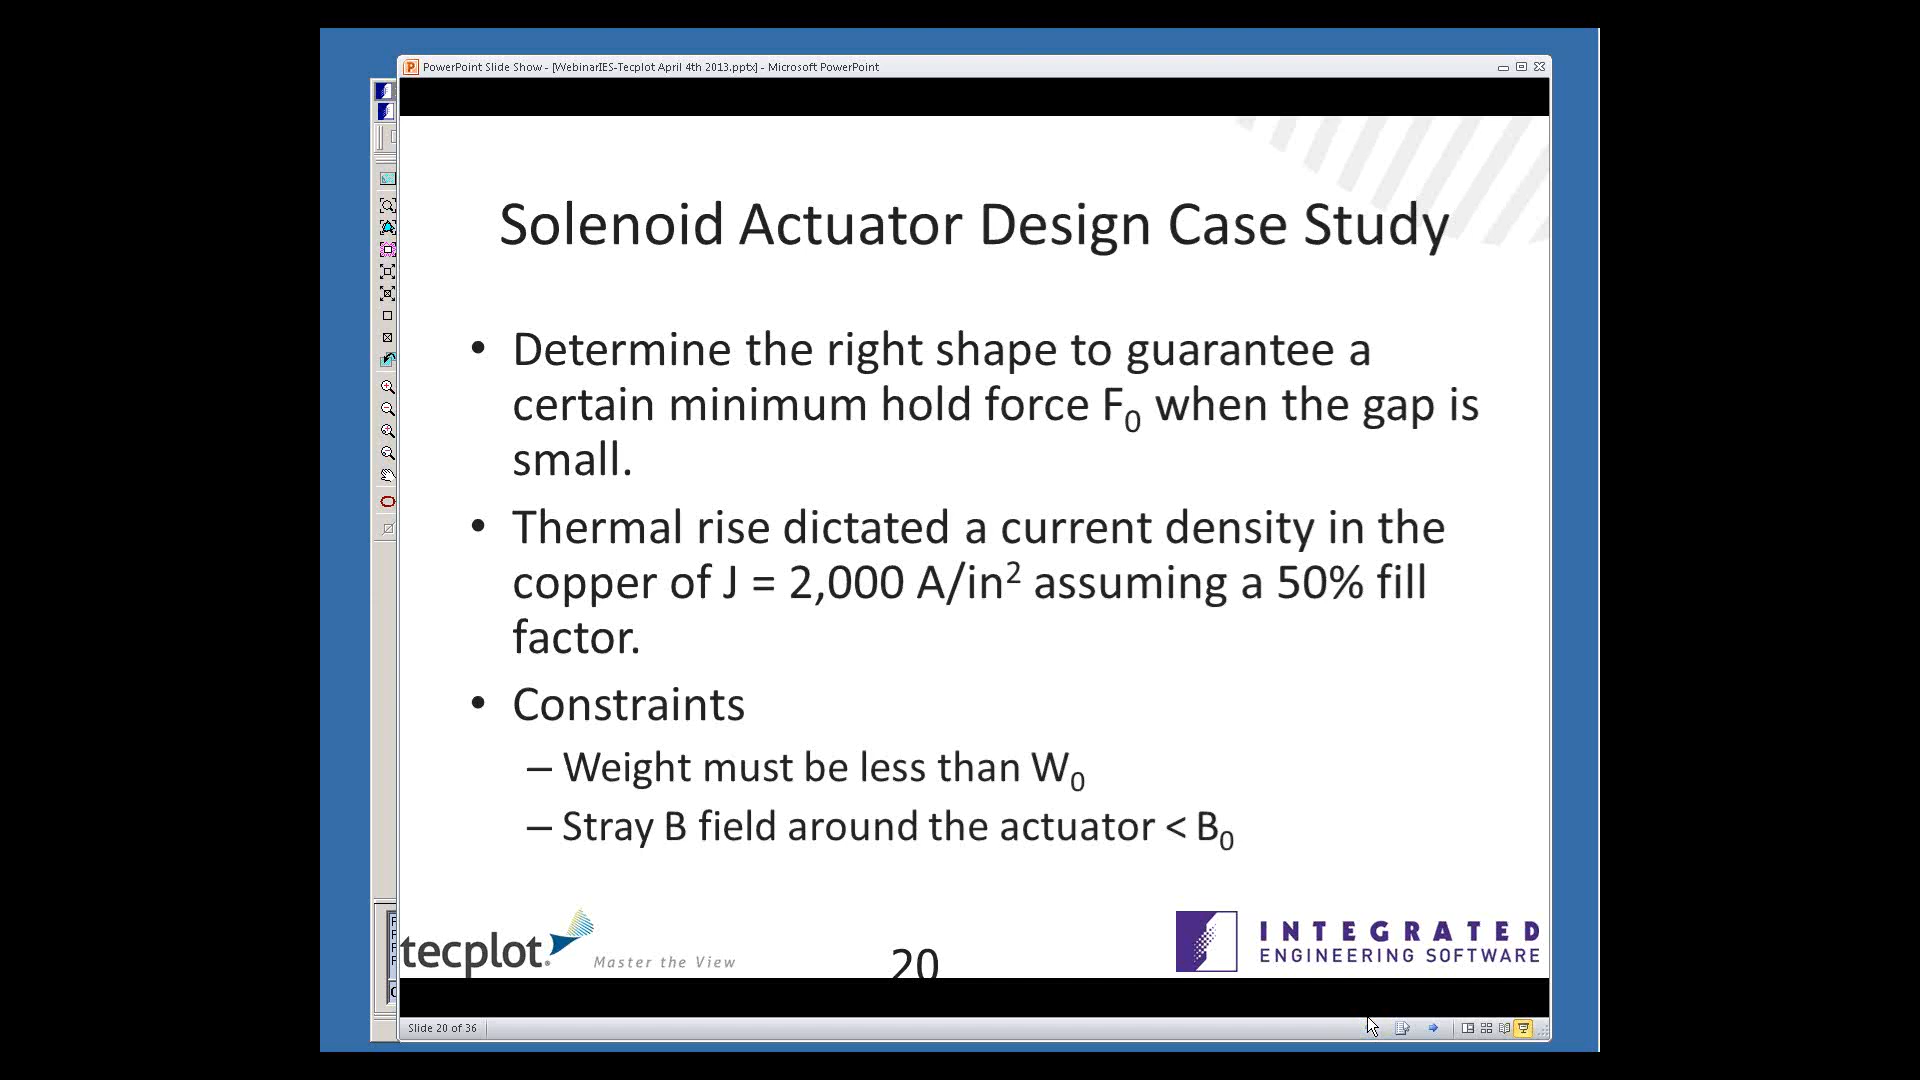 PowerPoint Slide Show - [WebinarIES-Tecplot April 4th 2013.pptx] - Microsoft PowerPoint
Solenoid Actuator Design Case Study
• Determine the right shape to guarantee a
certain minimum hold force F₀ when the gap is
small.
• Thermal rise dictated a current density in the
copper of J = 2,000 A/in² assuming a 50% fill
factor.
• Constraints
– Weight must be less than W₀
– Stray B field around the actuator < B₀
tecplot. Master the View
20
INTEGRATED
ENGINEERING SOFTWARE
Slide 20 of 36